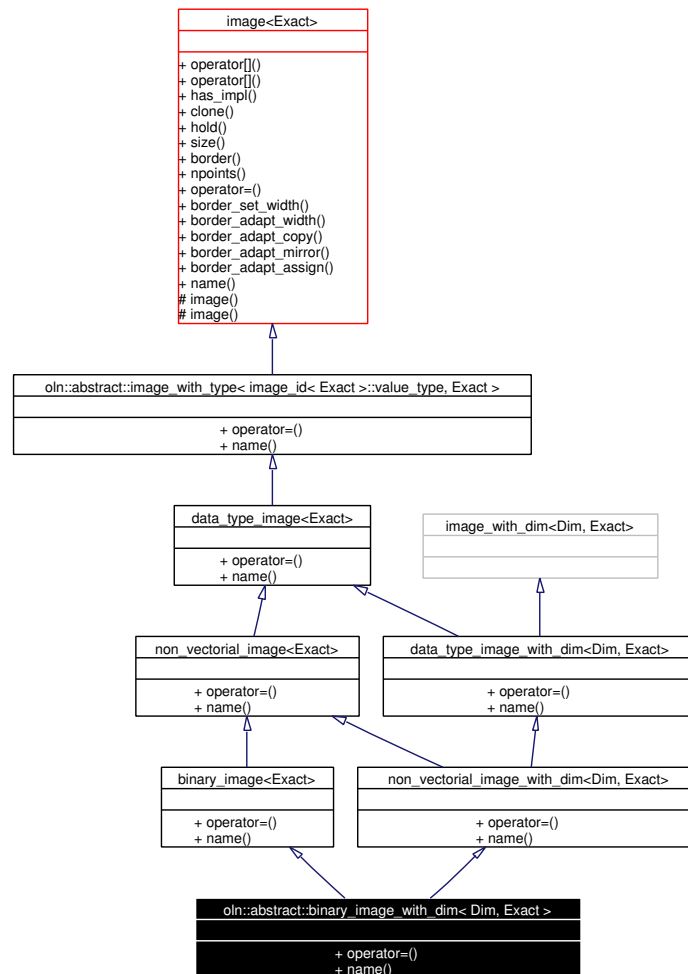 image<Exact>
+ operator[]()
+ operator[]()
+ has_impl()
+ clone()
+ hold()
+ size()
+ border()
+ npoints()
+ operator=()
+ border_set_width()
+ border_adapt_width()
+ border_adapt_copy()
+ border_adapt_mirror()
+ border_adapt_assign()
+ name()
# image()
# image()
oln::abstract::image_with_type< image_id< Exact >::value_type, Exact >
+ operator=()
+ name()
data_type_image<Exact>
+ operator=()
+ name()
image_with_dim<Dim, Exact>
non_vectorial_image<Exact>
+ operator=()
+ name()
data_type_image_with_dim<Dim, Exact>
+ operator=()
+ name()
binary_image<Exact>
+ operator=()
+ name()
non_vectorial_image_with_dim<Dim, Exact>
+ operator=()
+ name()
oln::abstract::binary_image_with_dim< Dim, Exact >
+ operator=()
+ name()